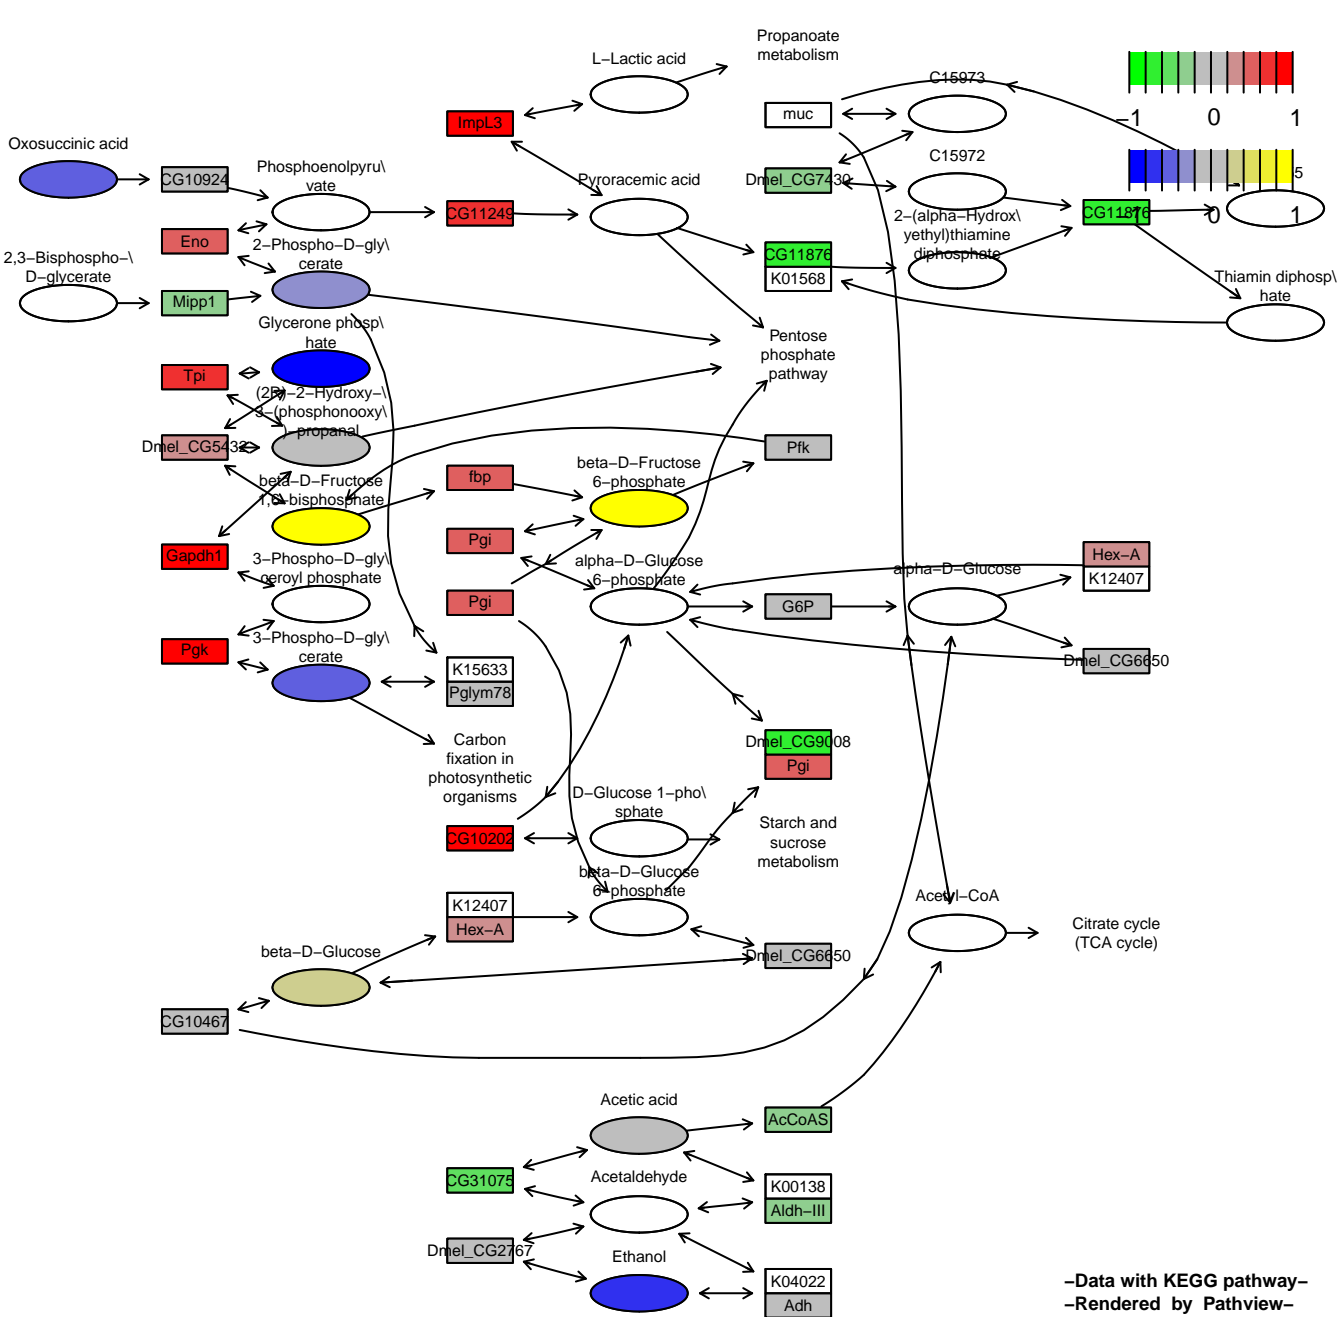 Propanoate
metabolism
L−Lactic acid
C15973
ImpL3
muc
−1
0
1
Oxosuccinic acid
CG10924
Phosphoenolpyru\
vate
Pyroracemic acid
Dmel_CG7430
C15972
5
CG11249
2−(alpha−Hydrox\
yethyl)thiamine
diphosphate
CG11876
0
1
Eno
2−Phospho−D−gly\
cerate
CG11876
K01568
2,3−Bisphospho−\
D−glycerate
Mipp1
Thiamin diphosp\
hate
Glycerone phosp\
hate
Pentose
phosphate
pathway
Tpi
(2R)−2−Hydroxy−\
3−(phosphonooxy\
)−propanal
Dmel_CG5432
Pfk
beta−D−Fructose
1,6−bisphosphate
fbp
beta−D−Fructose
6−phosphate
Pgi
Gapdh1
3−Phospho−D−gly\
ceroyl phosphate
alpha−D−Glucose
6−phosphate
alpha−D−Glucose
Hex−A
K12407
Pgi
G6P
Pgk
3−Phospho−D−gly\
cerate
K15633
Pglym78
Dmel_CG6650
Carbon
fixation in
photosynthetic
organisms
Dmel_CG9008
Pgi
D−Glucose 1−pho\
sphate
CG10202
Starch and
sucrose
metabolism
beta−D−Glucose
6−phosphate
K12407
Hex−A
Acetyl−CoA
Citrate cycle
(TCA cycle)
beta−D−Glucose
Dmel_CG6650
CG10467
Acetic acid
AcCoAS
CG31075
Acetaldehyde
K00138
Aldh−III
Dmel_CG2767
Ethanol
K04022
Adh
−Data with KEGG pathway−
−Rendered by Pathview−